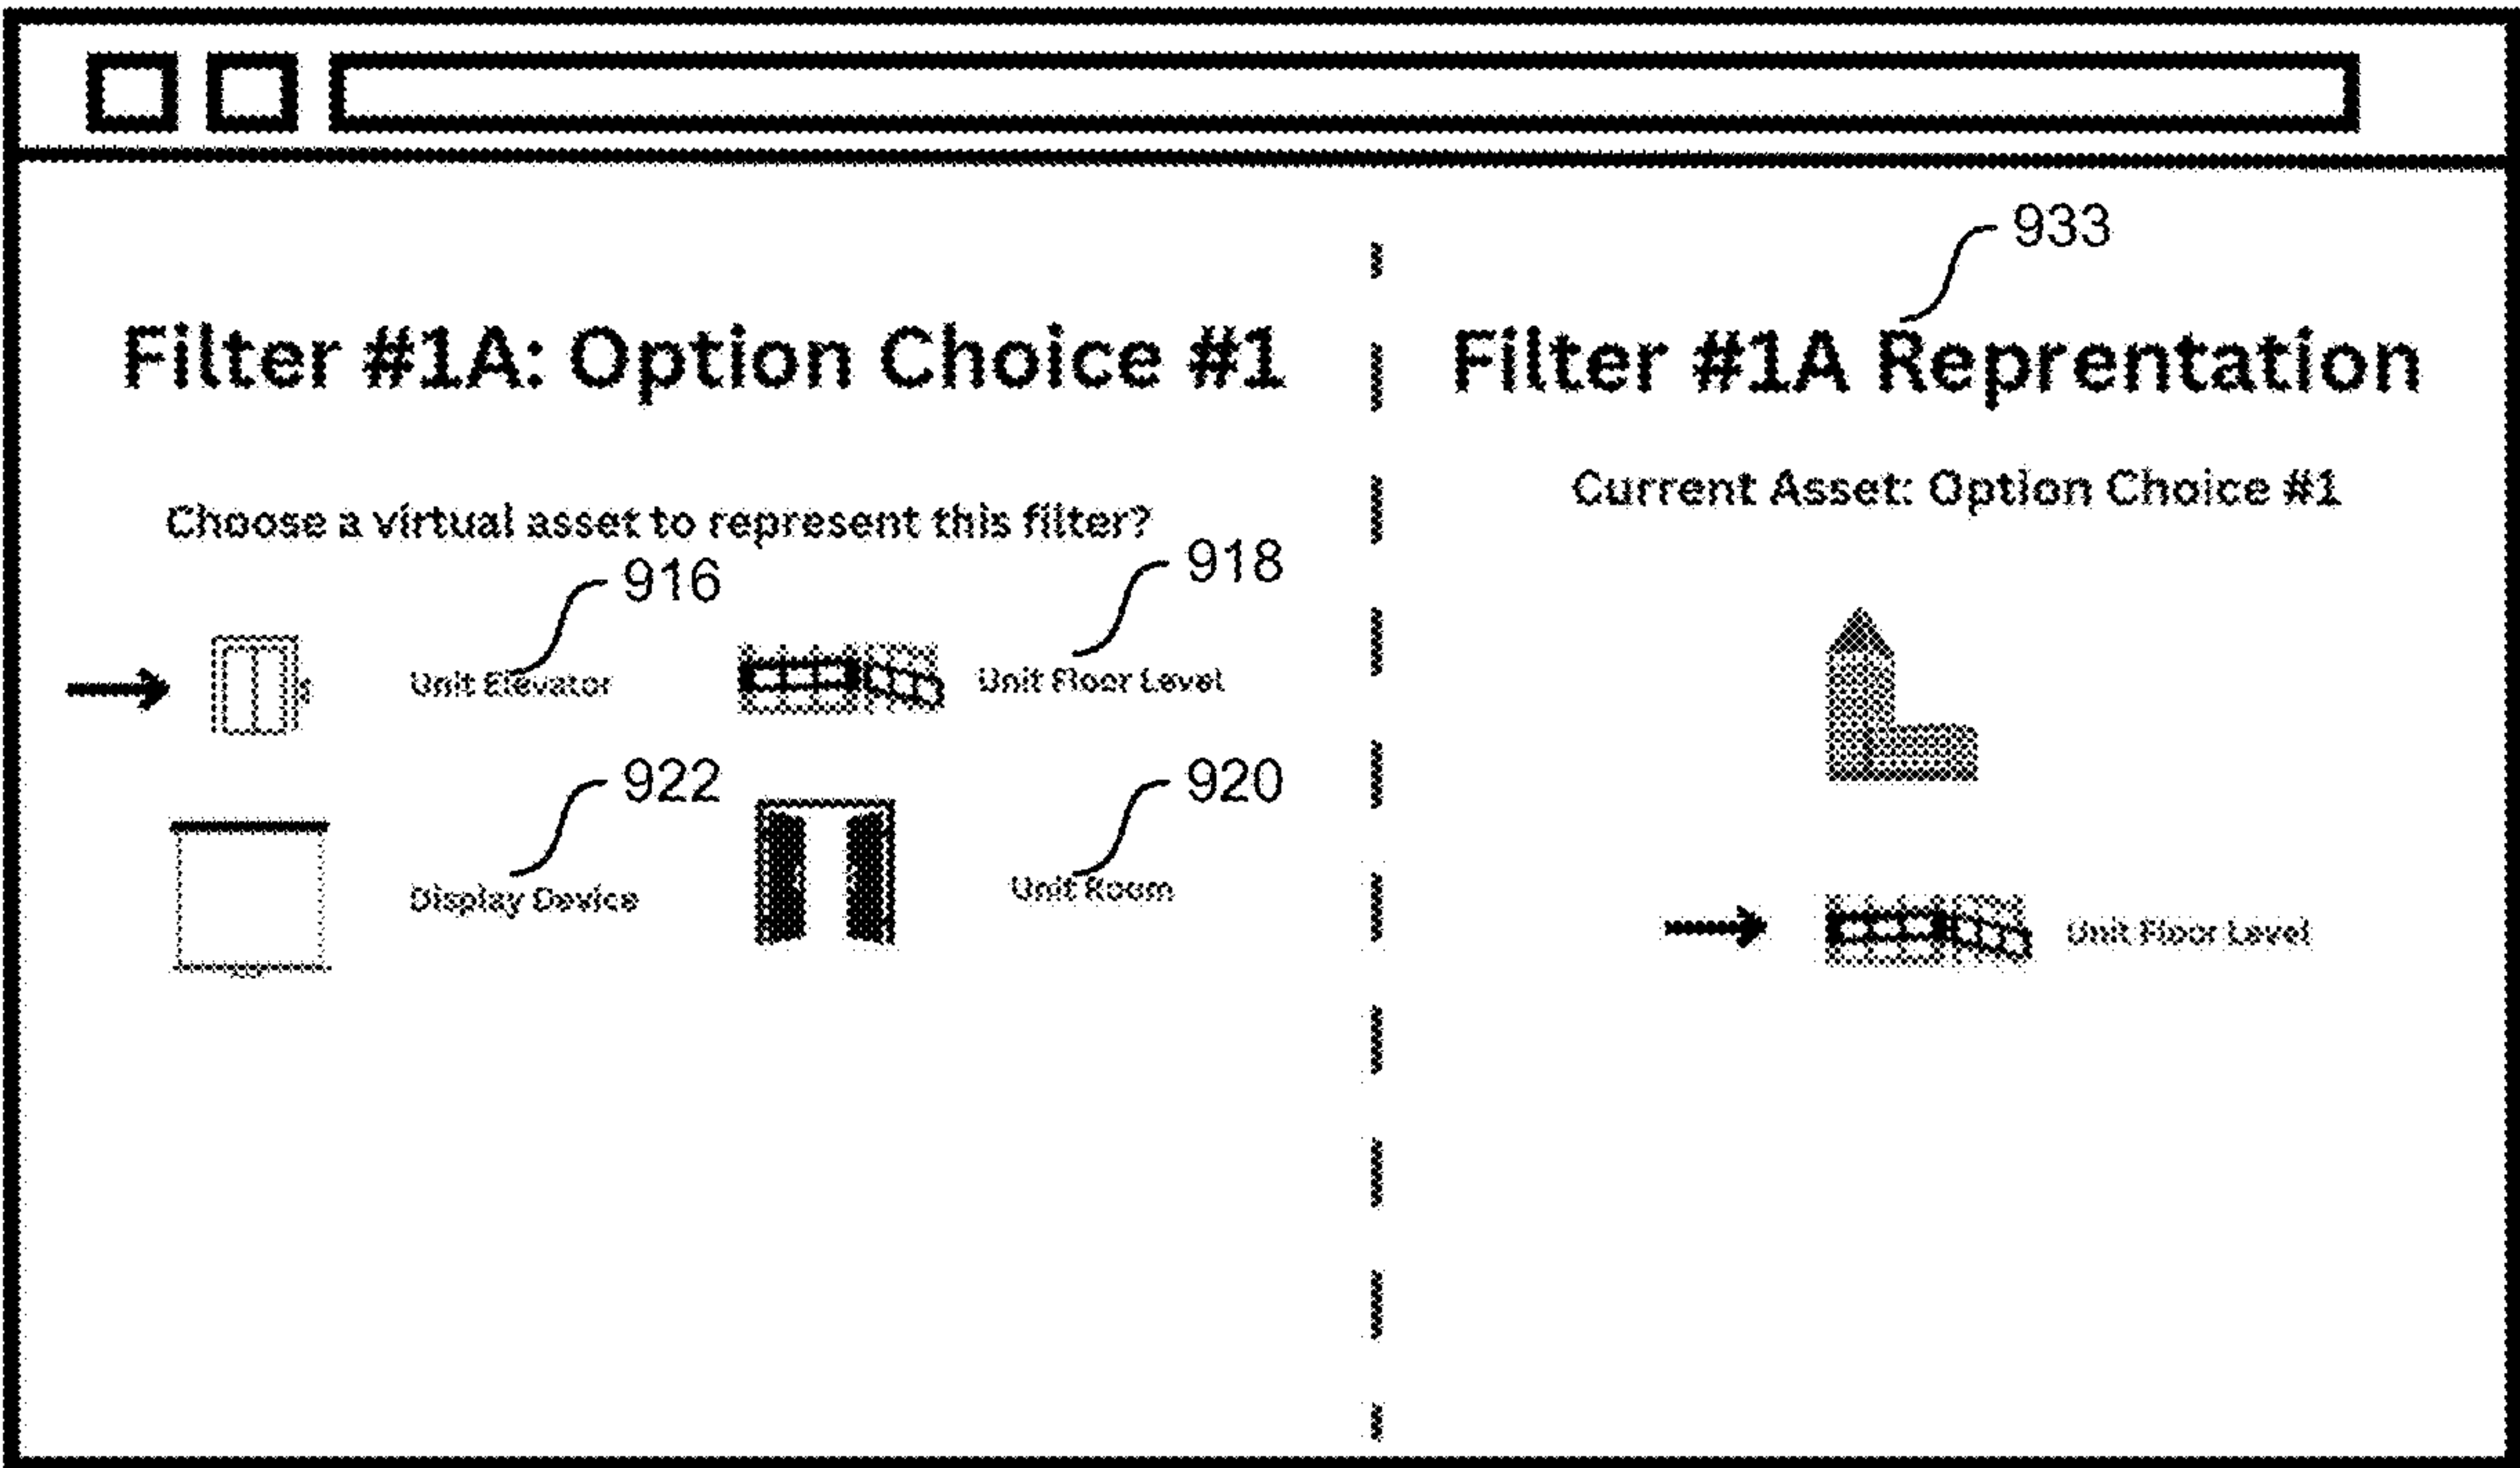 933
Filter #1A: Option Choice #1
Filter #1A Reprentation
Current Asset: Option Choice #1
Choose a virtual asset to represent this filter?
916
918
Unit Elevator
Unit Floor Level
922
920
Display Device
Unit Room
Unit Floor Level